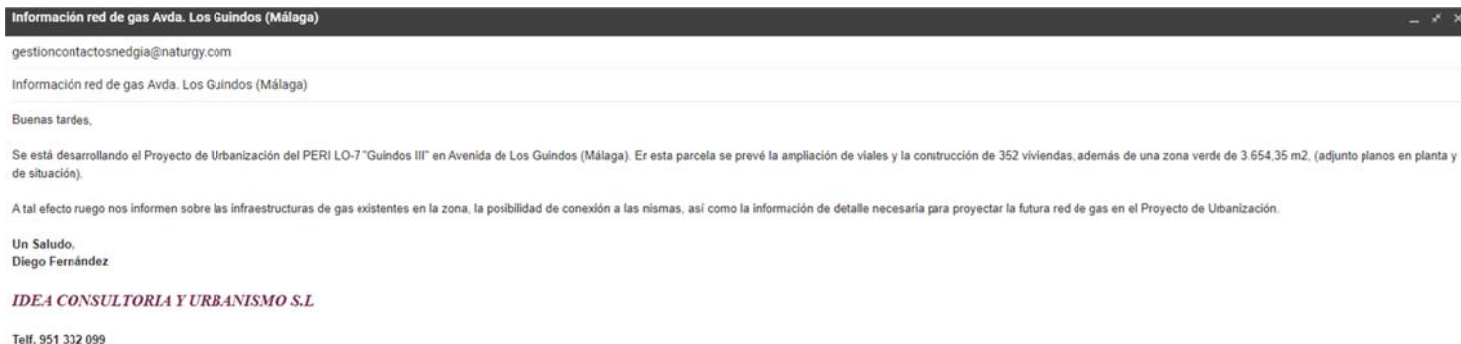 Información red de gas Avda. Los Guindos (Málaga)
gestioncontactosnedgia@naturgy.com
Información red de gas Avda. Los Guindos (Málaga)
Buenas tardes,
Se está desarrollando el Proyecto de Urbanización del PERI LO-7 "Guindos III" en Avenida de Los Guindos (Málaga). En esta parcela se prevé la ampliación de viales y la construcción de 352 viviendas, además de una zona verde de 3.654,35 m2, (adjunto planos en planta y
de situación).
A tal efecto ruego nos informen sobre las infraestructuras de gas existentes en la zona, la posibilidad de conexión a las mismas, así como la información de detalle necesaria para proyectar la futura red de gas en el Proyecto de Urbanización.
Un Saludo,
Diego Fernández
IDEA CONSULTORIA Y URBANISMO S.L
Telf. 951 332 099